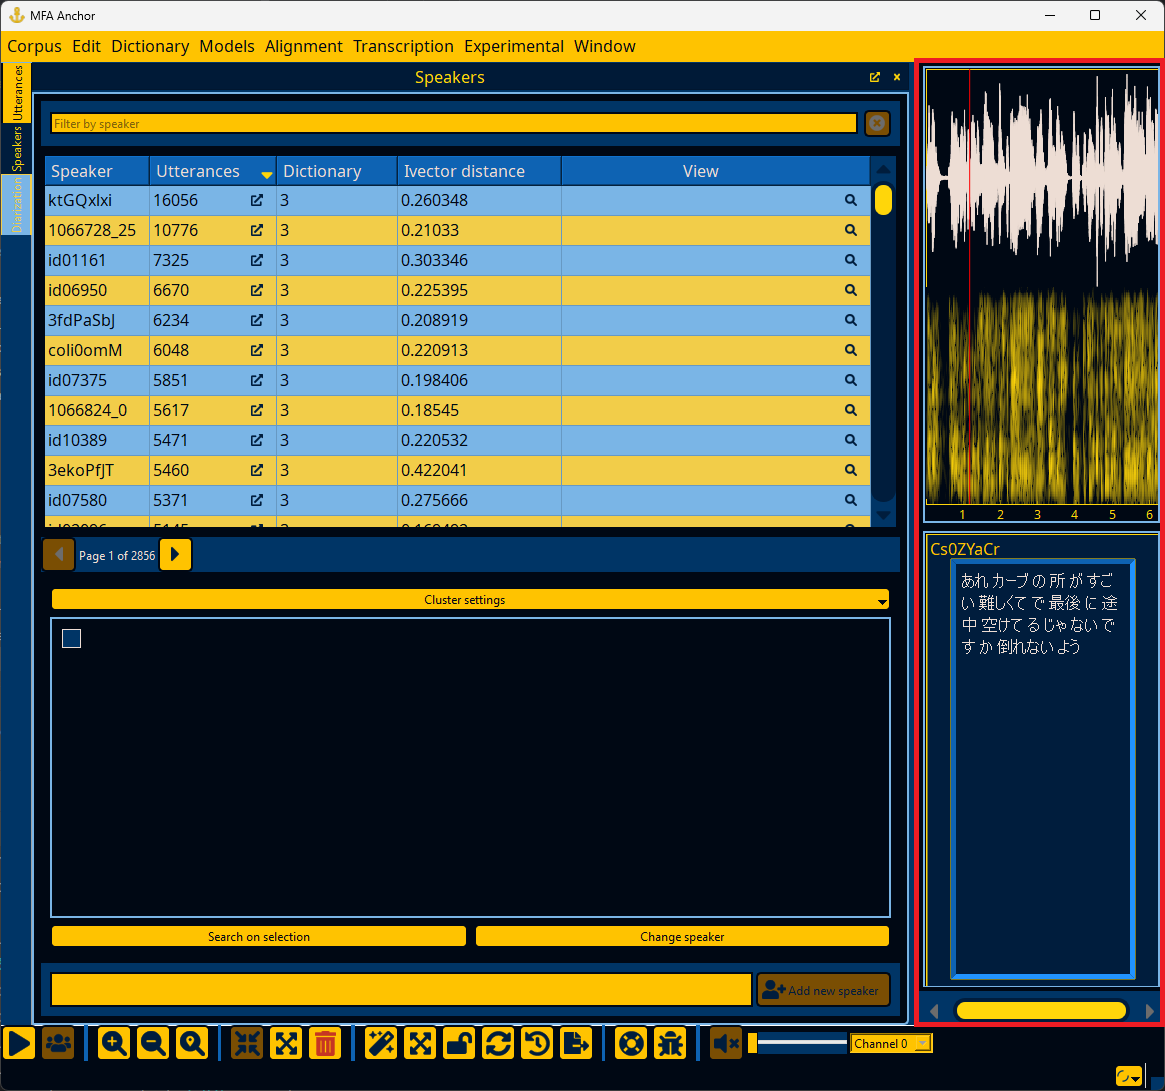 MFA Anchor
Corpus Edit Dictionary Models Alignment Transcription Experimental Window
Utterances
Speakers
Diarization
Speakers
Filter by speaker
Speaker Utterances Dictionary Ivector distance View
ktGQxlxi 16056 3 0.260348
1066728_25 10776 3 0.21033
id01161 7325 3 0.303346
id06950 6670 3 0.225395
3fdPaSbJ 6234 3 0.208919
coli0omM 6048 3 0.220913
id07375 5851 3 0.198406
1066824_0 5617 3 0.18545
id10389 5471 3 0.220532
3ekoPfJT 5460 3 0.422041
id07580 5371 3 0.275666
Page 1 of 2856
Cluster settings
Search on selection Change speaker
Add new speaker
1 2 3 4 5 6
Cs0ZYaCr
あれ カーブ の 所 が すご
い 難しくて で 最後 に 途
中 空けて る じゃ ない で
す か 倒れない よう
Channel 0